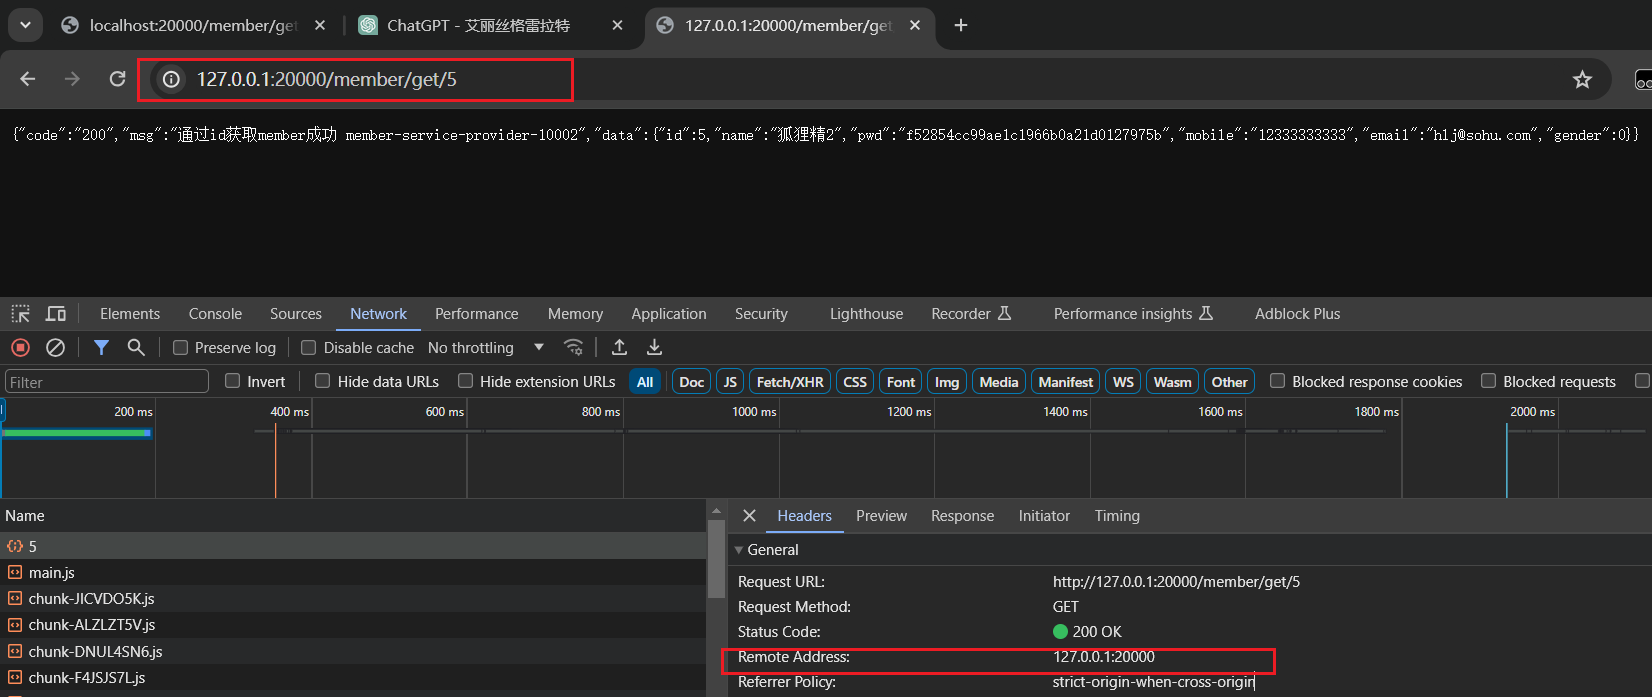 localhost:20000/member/get
ChatGPT - 艾丽丝格雷拉特
127.0.0.1:20000/member/get
127.0.0.1:20000/member/get/5
{"code":"200","msg":"通过id获取member成功 member-service-provider-10002","data":{"id":5,"name":"狐狸精2","pwd":"f52854cc99ae1c1966b0a21d0127975b","mobile":"12333333333","email":"hlj@sohu.com","gender":0}}
Elements Console Sources Network Performance Memory Application Security Lighthouse Recorder Performance insights Adblock Plus
Preserve log Disable cache No throttling
Filter Invert Hide data URLs Hide extension URLs All Doc JS Fetch/XHR CSS Font Img Media Manifest WS Wasm Other Blocked response cookies Blocked requests
200 ms 400 ms 600 ms 800 ms 1000 ms 1200 ms 1400 ms 1600 ms 1800 ms 2000 ms
Name
5
main.js
chunk-JICVDO5K.js
chunk-ALZLZT5V.js
chunk-DNUL4SN6.js
chunk-F4JSJS7L.js
Headers Preview Response Initiator Timing
General
Request URL: http://127.0.0.1:20000/member/get/5
Request Method: GET
Status Code: 200 OK
Remote Address: 127.0.0.1:20000
Referrer Policy: strict-origin-when-cross-origin